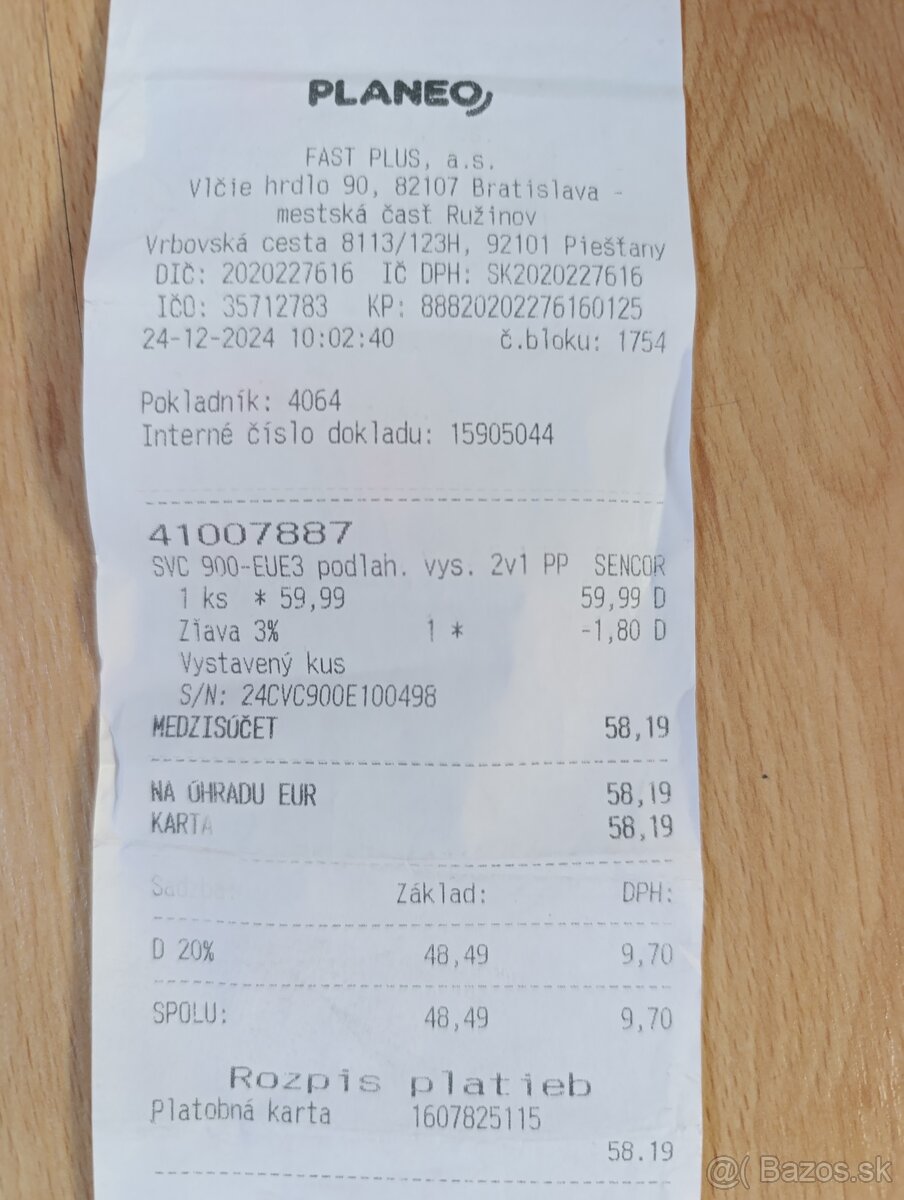 PLANEO
FAST PLUS, a.s.
Vlčie hrdlo 90, 82107 Bratislava -
mestská časť Ružinov
Vrbovská cesta 8113/123H, 92101 Piešťany
DIČ: 2020227616 IČ DPH: SK2020227616
IČO: 35712783 KP: 88820202276160125
24-12-2024 10:02:40 č.bloku: 1754
Pokladník: 4064
Interné číslo dokladu: 15905044
41007887
SVC 900-EUE3 podlah. vys. 2v1 PP SENCOR
1 ks * 59,99 59,99 D
Zľava 3% 1 * -1,80 D
Vystavený kus
S/N: 24CVC900E100498
MEDZISÚČET 58,19
NA ÚHRADU EUR 58,19
KARTA 58,19
Sadzba: Základ: DPH:
D 20% 48,49 9,70
SPOLU: 48,49 9,70
Rozpis platieb
Platobná karta 1607825115
58.19
@( Bazos.sk